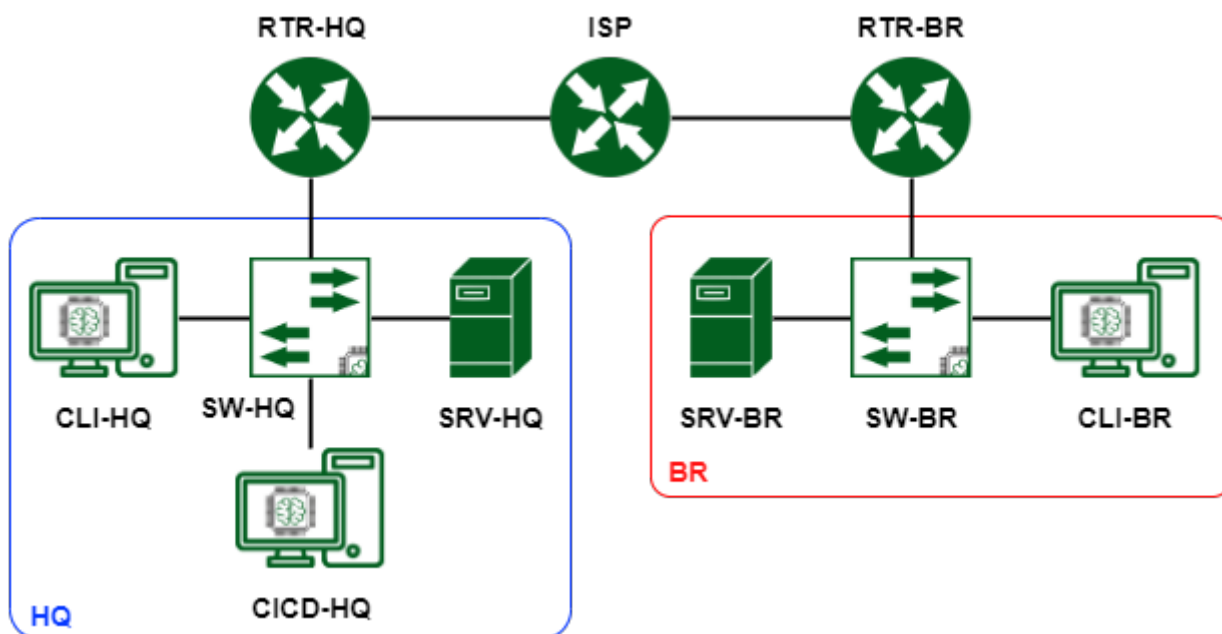 RTR-HQ
ISP
RTR-BR
CLI-HQ
SW-HQ
SRV-HQ
SRV-BR
SW-BR
CLI-BR
BR
CICD-HQ
HQ